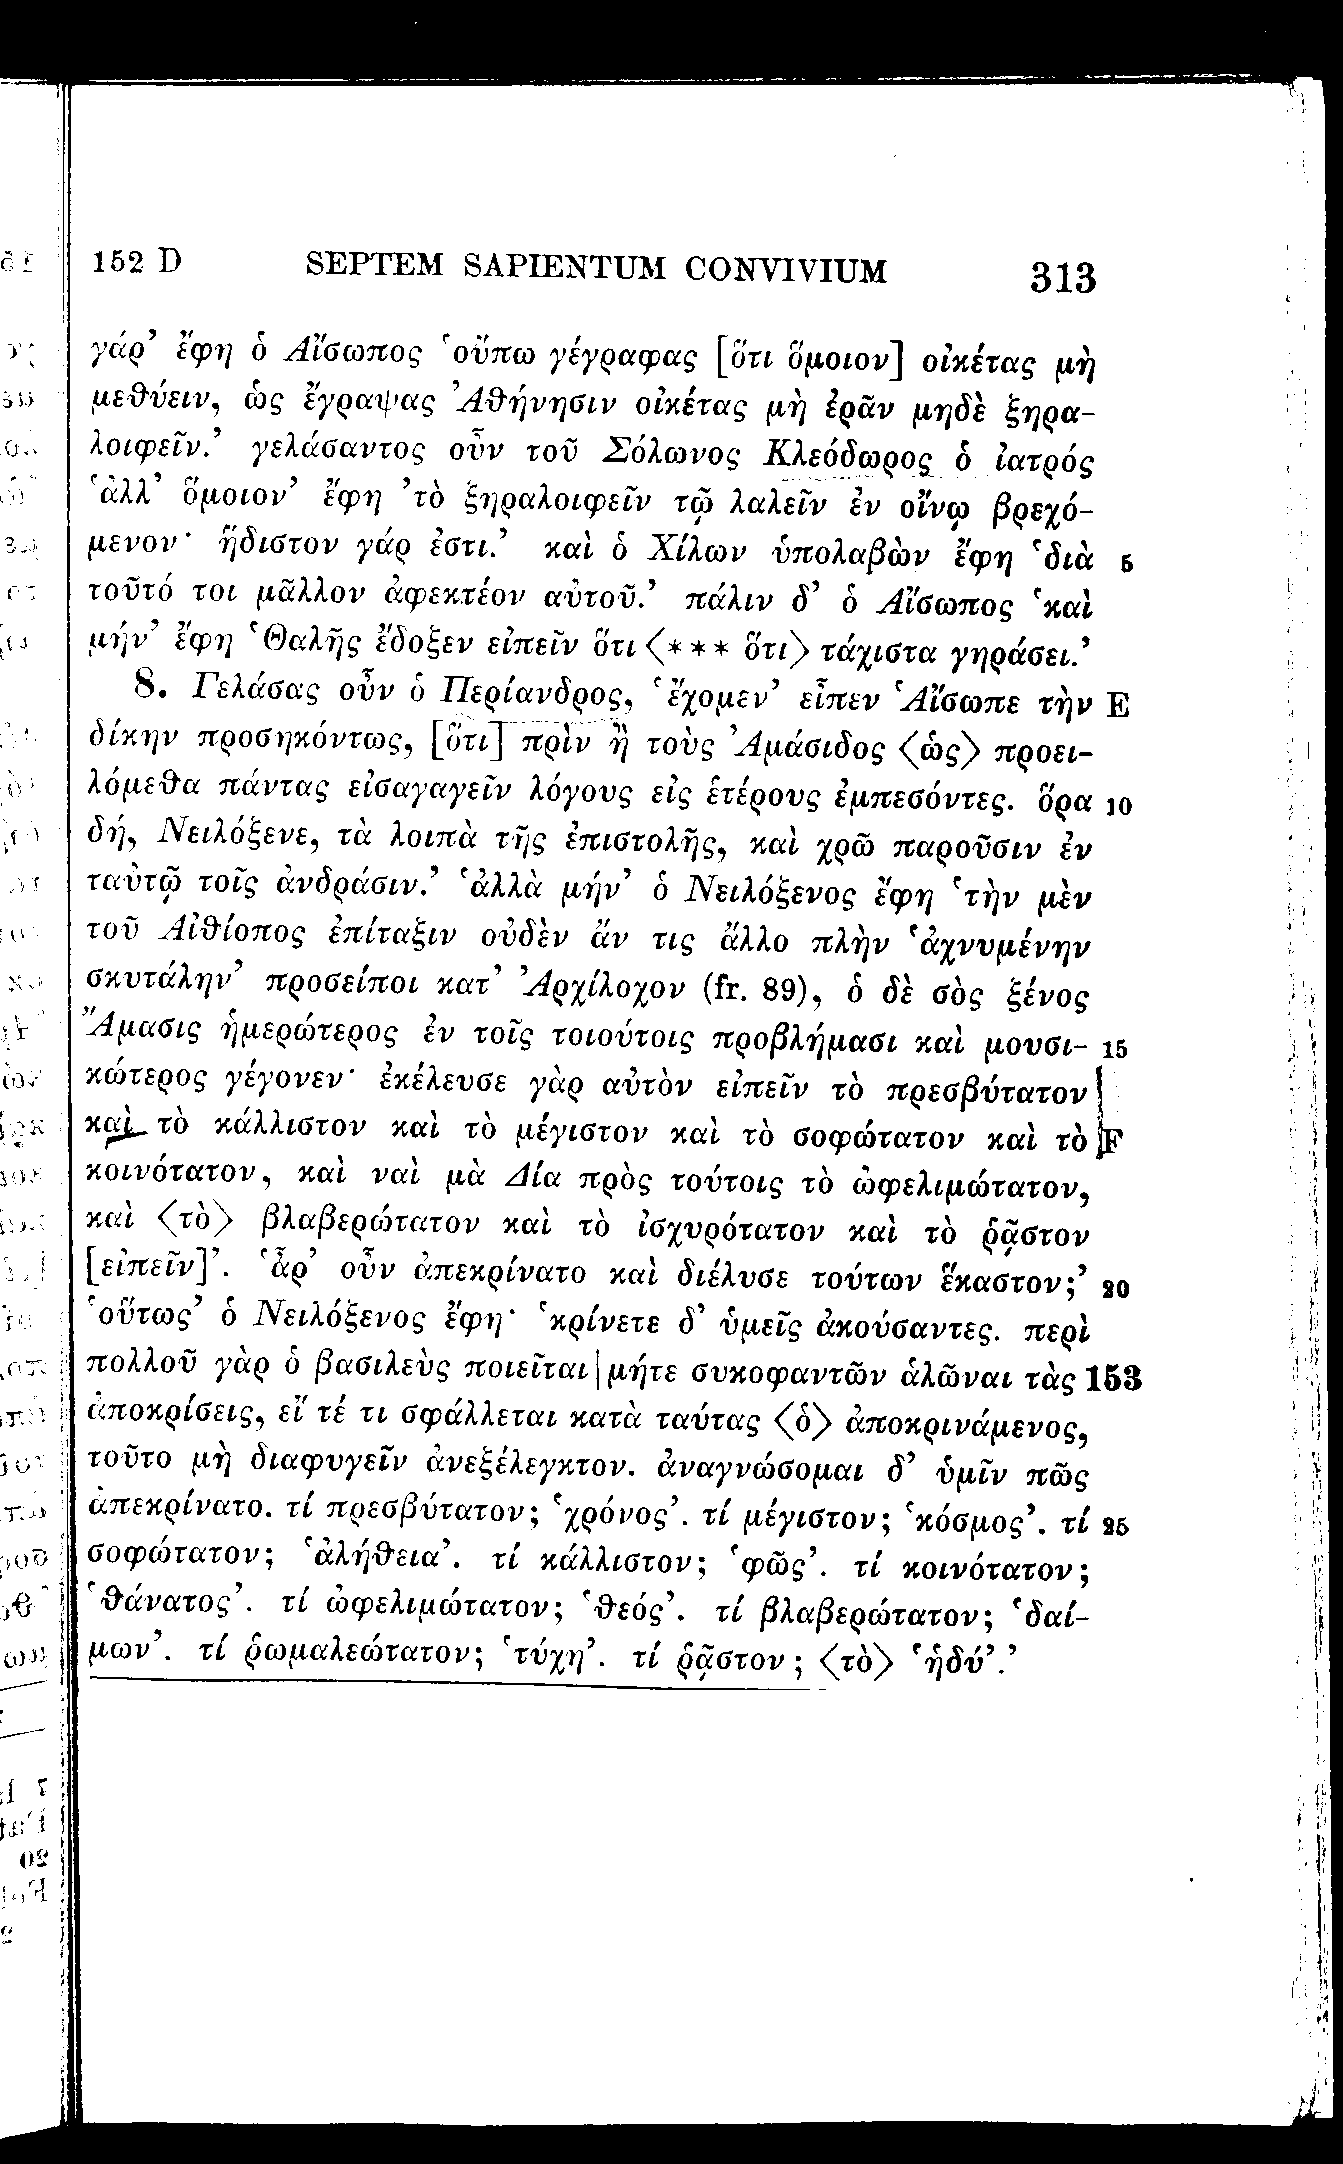 152 D SEPTEM SAPIENTUM CONVIVIUM 313
γάρ’ ἔφη ὁ Αἴσωπος ‘οὔπω γέγραφας [ὅτι ὅμοιον] οἰκέτας μὴ
μεθύειν, ὡς ἔγραψας Ἀθήνησιν οἰκέτας μὴ ἐρᾶν μηδὲ ξηρα-
λοιφεῖν.’ γελάσαντος οὖν τοῦ Σόλωνος Κλεόδωρος ὁ ἰατρός
‘ἀλλ’ ὅμοιον’ ἔφη ’τὸ ξηραλοιφεῖν τῷ λαλεῖν ἐν οἴνῳ βρεχό-
μενον· ἥδιστον γάρ ἐστι.’ καὶ ὁ Χίλων ὑπολαβὼν ἔφη ‘διὰ 5
τοῦτό τοι μᾶλλον ἀφεκτέον αὐτοῦ.’ πάλιν δ’ ὁ Αἴσωπος ‘καὶ
μήν’ ἔφη ‘Θαλῆς ἔδοξεν εἰπεῖν ὅτι ⟨*** ὅτι⟩ τάχιστα γηράσει.’
8. Γελάσας οὖν ὁ Περίανδρος, ‘ἔχομεν’ εἶπεν ‘Αἴσωπε τὴν E
δίκην προσηκόντως, [ὅτι] πρὶν ἢ τοὺς Ἀμάσιδος ⟨ὡς⟩ προει-
λόμεθα πάντας εἰσαγαγεῖν λόγους εἰς ἑτέρους ἐμπεσόντες. ὅρα 10
δή, Νειλόξενε, τὰ λοιπὰ τῆς ἐπιστολῆς, καὶ χρῶ παροῦσιν ἐν
ταὐτῷ τοῖς ἀνδράσιν.’ ‘ἀλλὰ μήν’ ὁ Νειλόξενος ἔφη ‘τὴν μὲν
τοῦ Αἰθίοπος ἐπίταξιν οὐδὲν ἄν τις ἄλλο πλὴν ‘ἀχνυμένην
σκυτάλην’ προσείποι κατ’ Ἀρχίλοχον (fr. 89), ὁ δὲ σὸς ξένος
Ἄμασις ἡμερώτερος ἐν τοῖς τοιούτοις προβλήμασι καὶ μουσι- 15
κώτερος γέγονεν· ἐκέλευσε γὰρ αὐτὸν εἰπεῖν τὸ πρεσβύτατον |
καὶ τὸ κάλλιστον καὶ τὸ μέγιστον καὶ τὸ σοφώτατον καὶ τὸ F
κοινότατον, καὶ ναὶ μὰ Δία πρὸς τούτοις τὸ ὠφελιμώτατον,
καὶ ⟨τὸ⟩ βλαβερώτατον καὶ τὸ ἰσχυρότατον καὶ τὸ ῥᾷστον
[εἰπεῖν]’. ‘ἆρ’ οὖν ἀπεκρίνατο καὶ διέλυσε τούτων ἕκαστον;’ 20
‘οὕτως’ ὁ Νειλόξενος ἔφη· ‘κρίνετε δ’ ὑμεῖς ἀκούσαντες. περὶ
πολλοῦ γὰρ ὁ βασιλεὺς ποιεῖται | μήτε συκοφαντῶν ἁλῶναι τὰς 153
ἀποκρίσεις, εἴ τέ τι σφάλλεται κατὰ ταύτας ⟨ὁ⟩ ἀποκρινάμενος,
τοῦτο μὴ διαφυγεῖν ἀνεξέλεγκτον. ἀναγνώσομαι δ’ ὑμῖν πῶς
ἀπεκρίνατο. τί πρεσβύτατον; ‘χρόνος’. τί μέγιστον; ‘κόσμος’. τί 25
σοφώτατον; ‘ἀλήθεια’. τί κάλλιστον; ‘φῶς’. τί κοινότατον;
‘θάνατος’. τί ὠφελιμώτατον; ‘θεός’. τί βλαβερώτατον; ‘δαί-
μων’. τί ῥωμαλεώτατον; ‘τύχη’. τί ῥᾷστον; ⟨τὸ⟩ ‘ἡδύ’.’